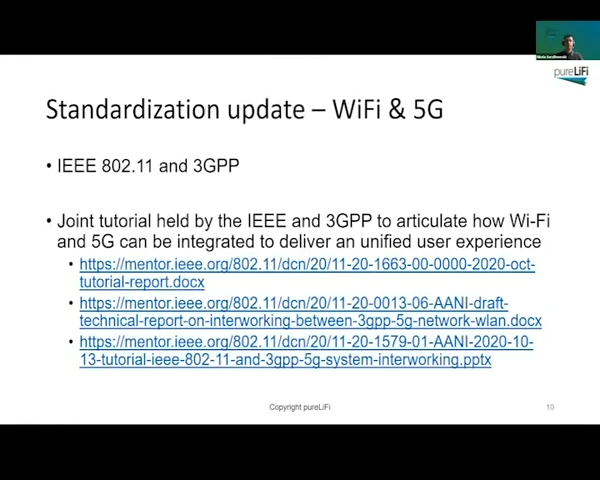 pureLiFi
Standardization update – WiFi & 5G
• IEEE 802.11 and 3GPP
• Joint tutorial held by the IEEE and 3GPP to articulate how Wi-Fi
and 5G can be integrated to deliver an unified user experience
• https://mentor.ieee.org/802.11/dcn/20/11-20-1663-00-0000-2020-oct-
tutorial-report.docx
• https://mentor.ieee.org/802.11/dcn/20/11-20-0013-06-AANI-draft-
technical-report-on-interworking-between-3gpp-5g-network-wlan.docx
• https://mentor.ieee.org/802.11/dcn/20/11-20-1579-01-AANI-2020-10-
13-tutorial-ieee-802-11-and-3gpp-5g-system-interworking.pptx
Copyright pureLiFi
10